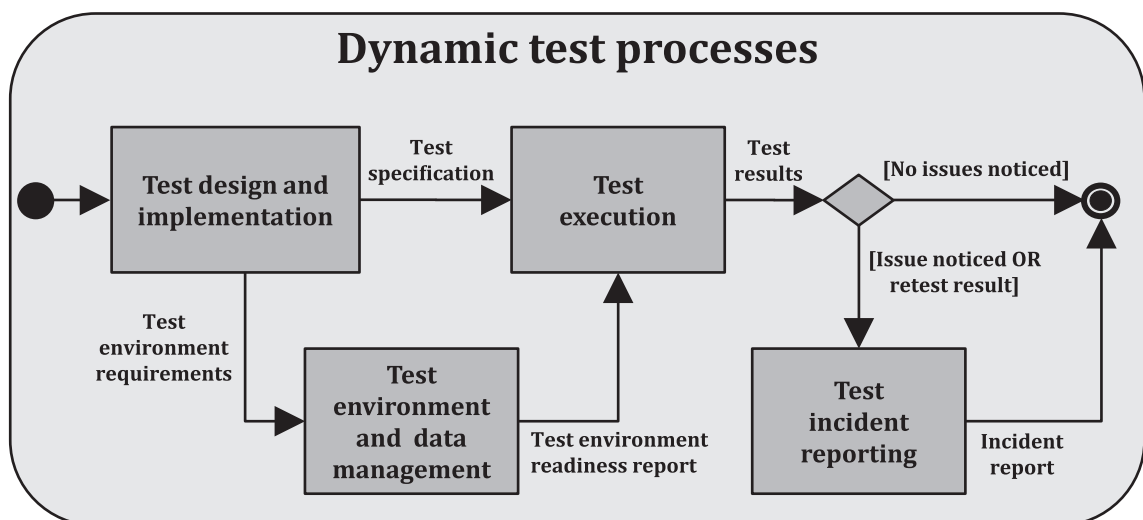 Dynamic test processes
Test design and
implementation
Test
specification
Test
execution
Test
results
[No issues noticed]
[Issue noticed OR
retest result]
Test
environment
requirements
Test
environment
and data
management
Test environment
readiness report
Test
incident
reporting
Incident
report